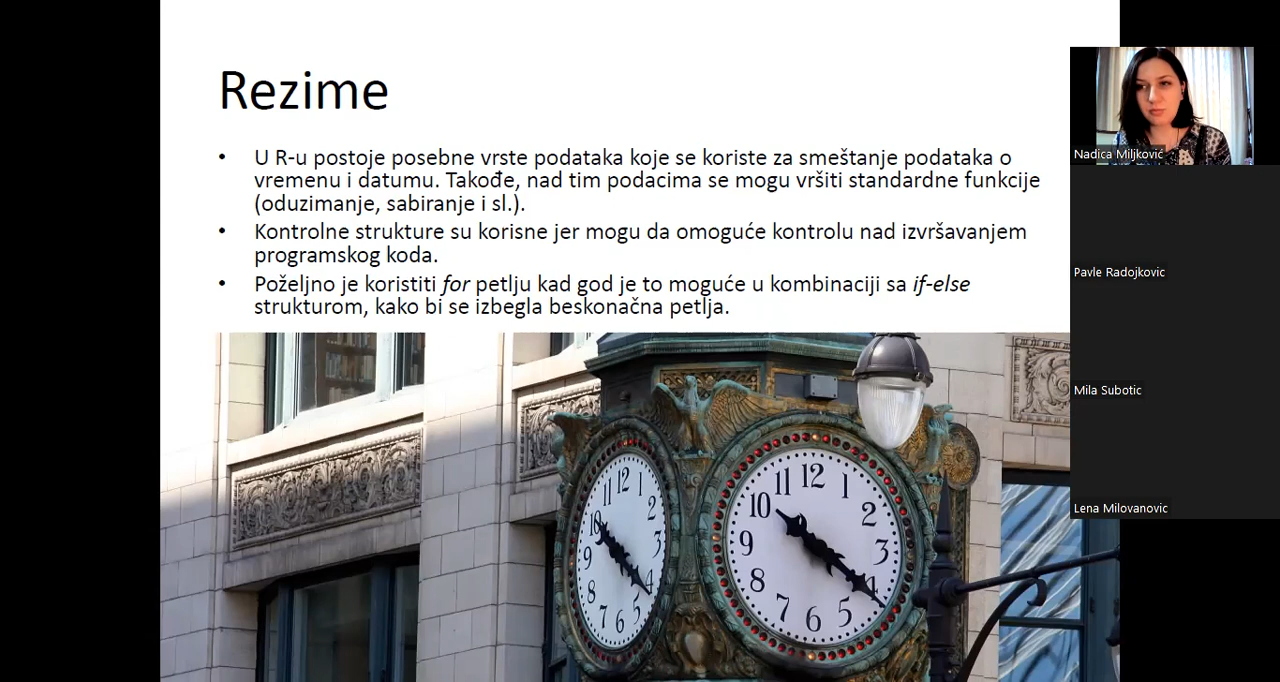 Rezime
• U R-u postoje posebne vrste podataka koje se koriste za smeštanje podataka o
vremenu i datumu. Takođe, nad tim podacima se mogu vršiti standardne funkcije
(oduzimanje, sabiranje i sl.).
• Kontrolne strukture su korisne jer mogu da omoguće kontrolu nad izvršavanjem
programskog koda.
• Poželjno je koristiti for petlju kad god je to moguće u kombinaciji sa if-else
strukturom, kako bi se izbegla beskonačna petlja.
12
1
2
3
4
5
6
7
8
9
10
11
12
1
2
3
4
5
6
7
8
9
10
11
Nadica Miljković
Pavle Radojkovic
Mila Subotic
Lena Milovanovic